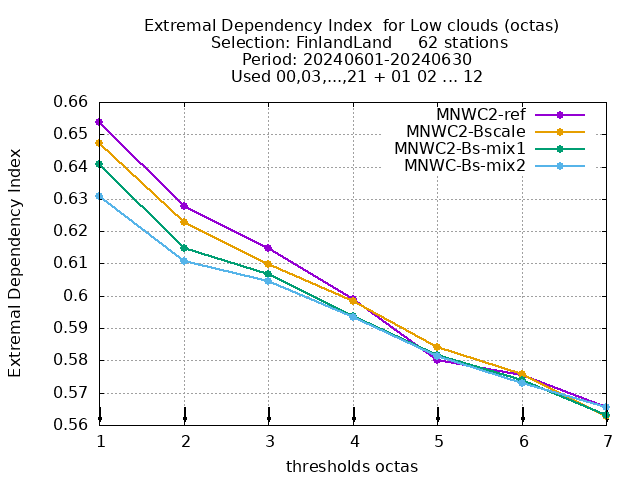 Extremal Dependency Index  for Low clouds (octas)
Selection: FinlandLand     62 stations
Period: 20240601-20240630
Used 00,03,...,21 + 01 02 ... 12
MNWC2-ref
MNWC2-Bscale
MNWC2-Bs-mix1
MNWC-Bs-mix2
Extremal Dependency Index
0.66
0.65
0.64
0.63
0.62
0.61
0.6
0.59
0.58
0.57
0.56
1 2 3 4 5 6 7
thresholds octas